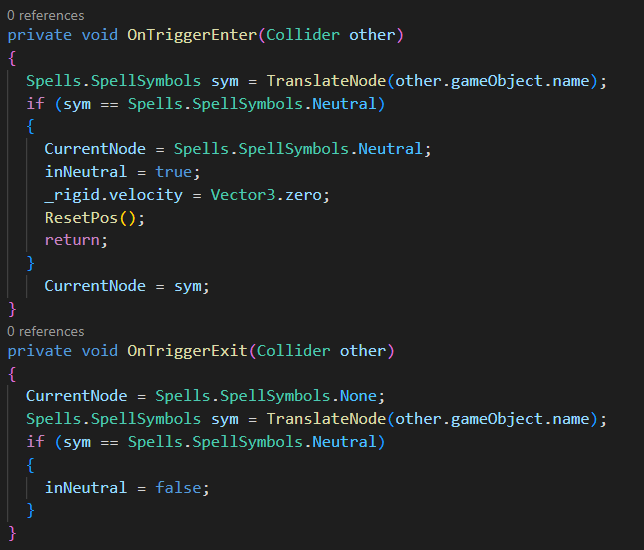 0 references
private void OnTriggerEnter(Collider other)
{
Spells.SpellSymbols sym = TranslateNode(other.gameObject.name);
if (sym == Spells.SpellSymbols.Neutral)
{
CurrentNode = Spells.SpellSymbols.Neutral;
inNeutral = true;
_rigid.velocity = Vector3.zero;
ResetPos();
return;
}
CurrentNode = sym;
}
0 references
private void OnTriggerExit(Collider other)
{
CurrentNode = Spells.SpellSymbols.None;
Spells.SpellSymbols sym = TranslateNode(other.gameObject.name);
if (sym == Spells.SpellSymbols.Neutral)
{
inNeutral = false;
}
}